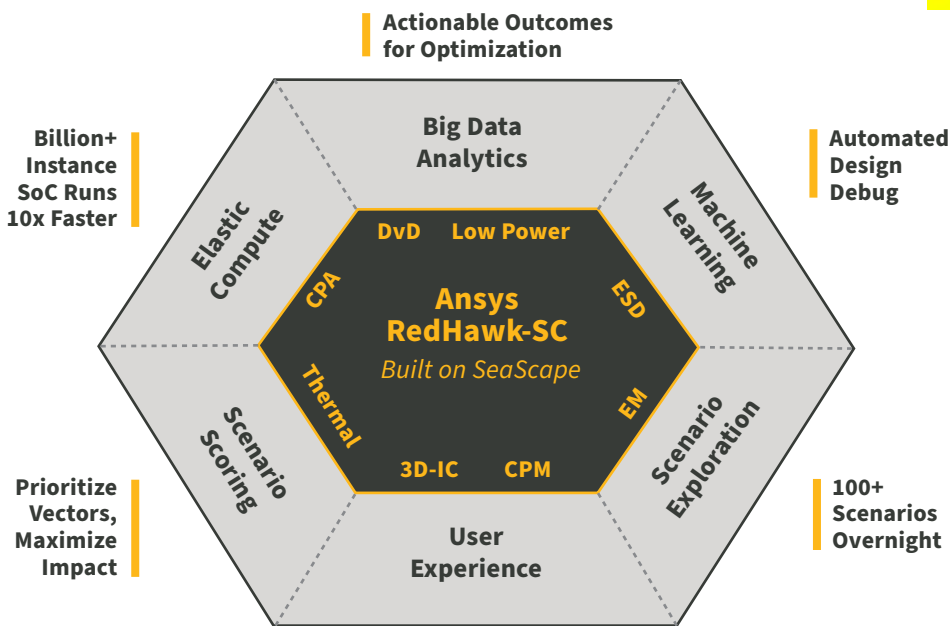 Actionable Outcomes
for Optimization
Billion+
Instance
SoC Runs
10x Faster
Big Data
Analytics
Automated
Design
Debug
Elastic
Compute
Machine
Learning
DvD
Low Power
CPA
ESD
Ansys
RedHawk-SC
Built on SeaScape
Thermal
EM
3D-IC
CPM
Scenario
Scoring
Scenario
Exploration
Prioritize
Vectors,
Maximize
Impact
User
Experience
100+
Scenarios
Overnight